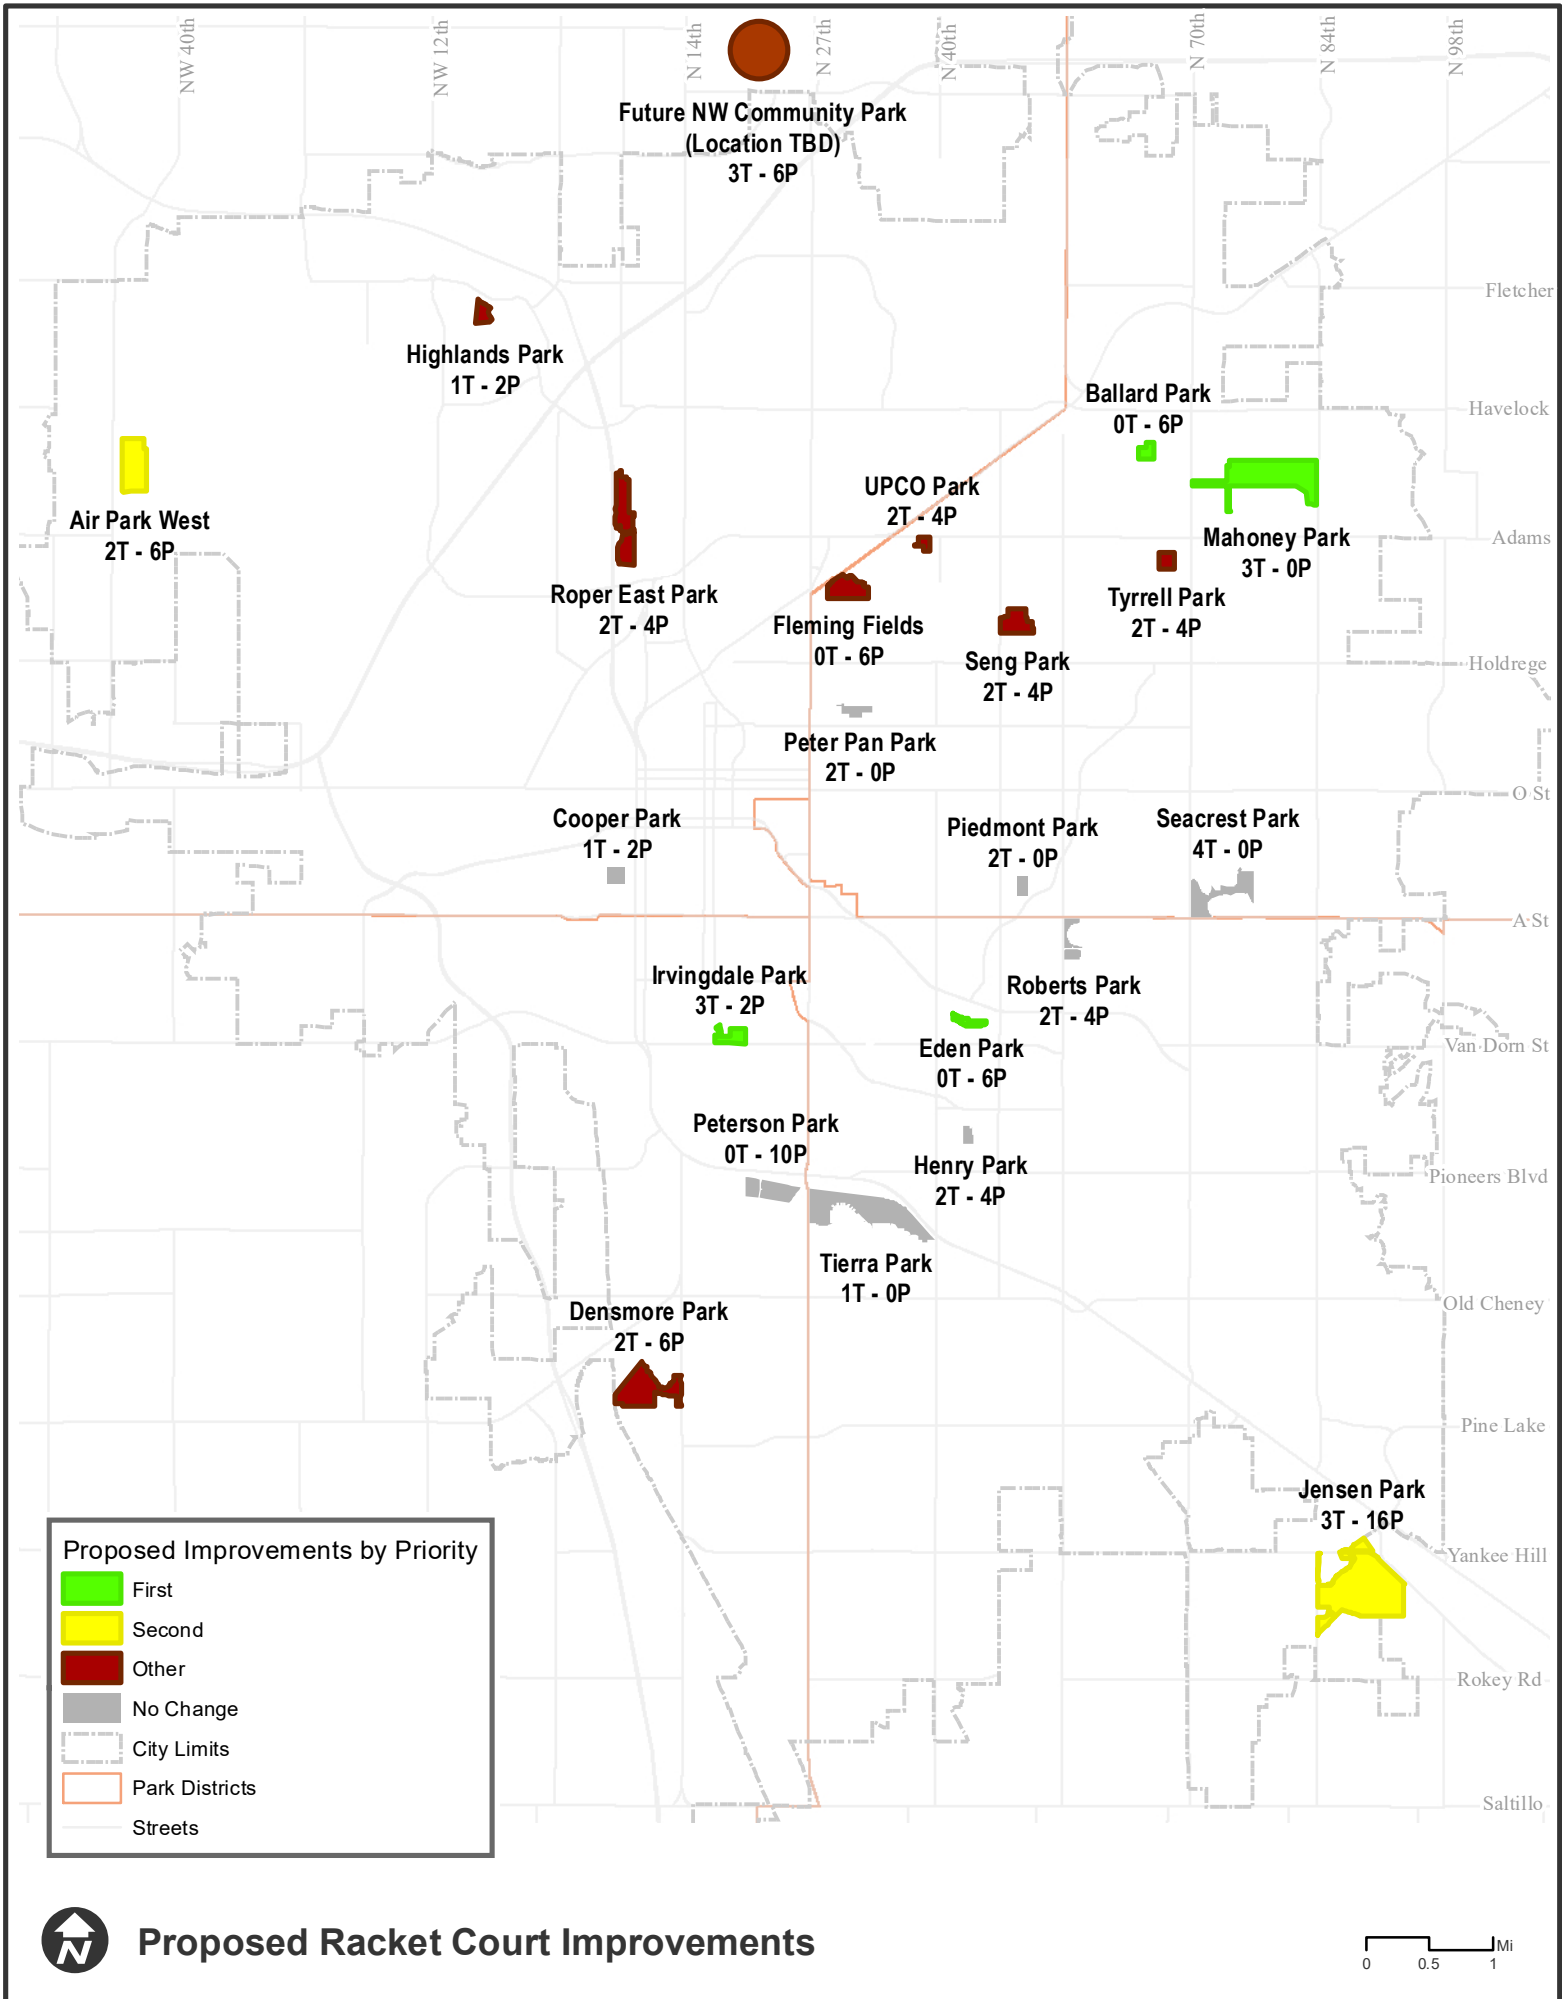 NW 40th
NW 12th
N 14th
N 27th
N 40th
N 70th
N 84th
N 98th
Future NW Community Park
(Location TBD)
3T - 6P
Fletcher
Highlands Park
1T - 2P
Ballard Park
0T - 6P
Havelock
UPCO Park
2T - 4P
Air Park West
2T - 6P
Mahoney Park
3T - 0P
Adams
Roper East Park
2T - 4P
Fleming Fields
0T - 6P
Tyrrell Park
2T - 4P
Seng Park
2T - 4P
Holdrege
Peter Pan Park
2T - 0P
O St
Cooper Park
1T - 2P
Piedmont Park
2T - 0P
Seacrest Park
4T - 0P
A St
Irvingdale Park
3T - 2P
Roberts Park
2T - 4P
Eden Park
0T - 6P
Van Dorn St
Peterson Park
0T - 10P
Henry Park
2T - 4P
Pioneers Blvd
Tierra Park
1T - 0P
Old Cheney
Densmore Park
2T - 6P
Pine Lake
Jensen Park
3T - 16P
Yankee Hill
Rokey Rd
Saltillo
Proposed Improvements by Priority
First
Second
Other
No Change
City Limits
Park Districts
Streets
N
Proposed Racket Court Improvements
Mi
0 0.5 1